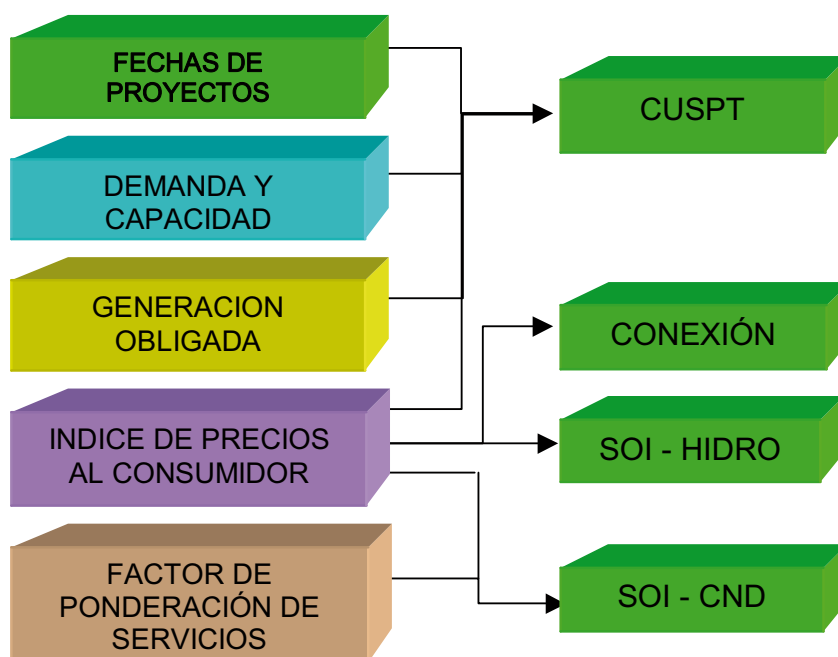 FECHAS DE
PROYECTOS
DEMANDA Y
CAPACIDAD
GENERACION
OBLIGADA
INDICE DE PRECIOS
AL CONSUMIDOR
FACTOR DE
PONDERACIÓN DE
SERVICIOS
CUSPT
CONEXIÓN
SOI - HIDRO
SOI - CND